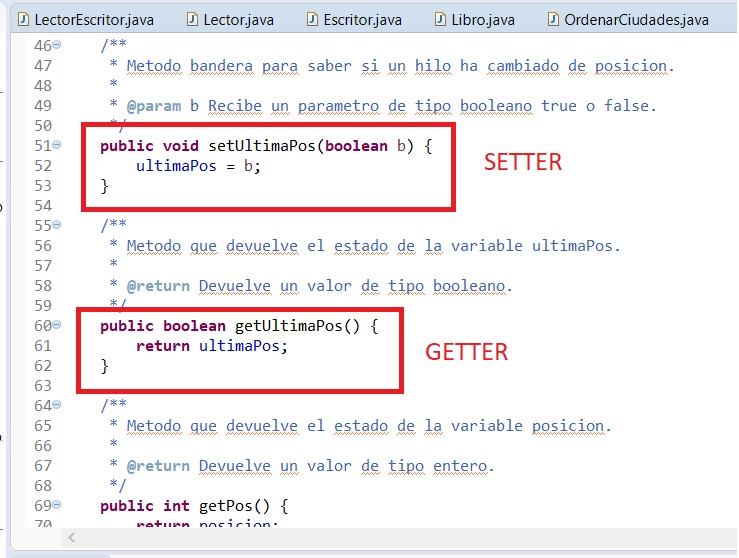 LectorEscritor.java Lector.java Escritor.java Libro.java OrdenarCiudades.java
46 /**
47 * Metodo bandera para saber si un hilo ha cambiado de posicion.
48 *
49 * @param b Recibe un parametro de tipo booleano true o false.
50 */
51 public void setUltimaPos(boolean b) {
SETTER
52 ultimaPos = b;
53 }
54
55 /**
56 * Metodo que devuelve el estado de la variable ultimaPos.
57 *
58 * @return Devuelve un valor de tipo booleano.
59 */
60 public boolean getUltimaPos() {
61 return ultimaPos;
GETTER
62 }
63
64 /**
65 * Metodo que devuelve el estado de la variable posicion.
66 *
67 * @return Devuelve un valor de tipo entero.
68 */
69 public int getPos() {
70 return posicion;